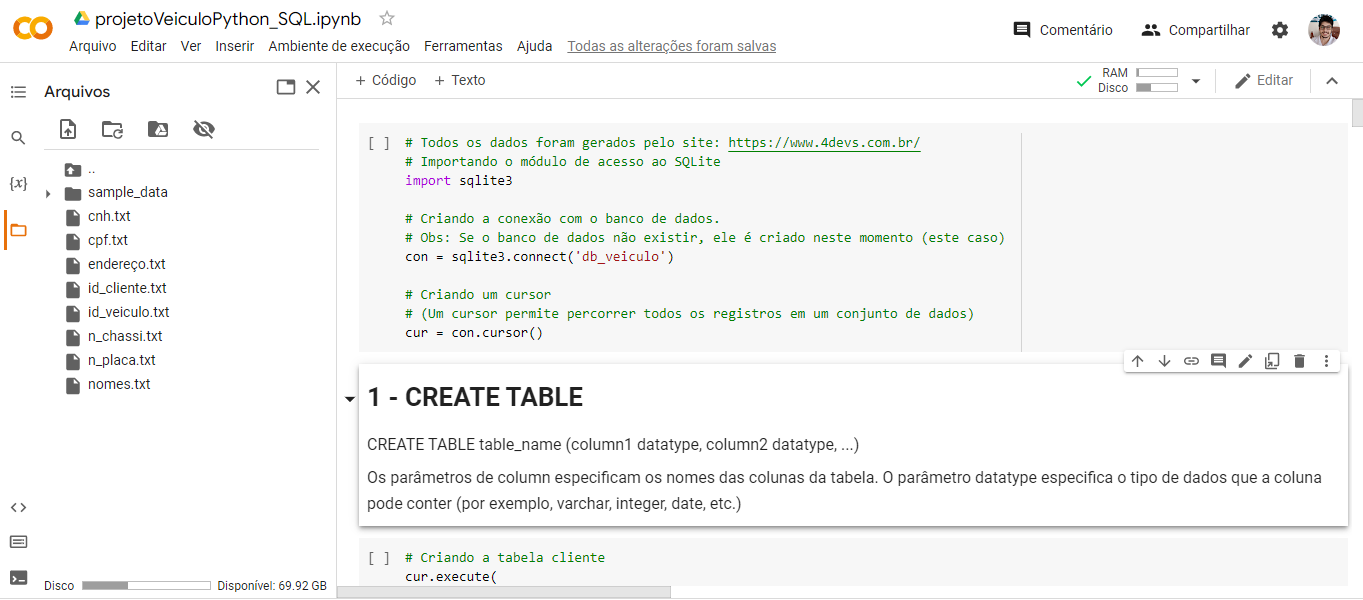 projetoVeiculoPython_SQL.ipynb
Arquivo Editar Ver Inserir Ambiente de execução Ferramentas Ajuda Todas as alterações foram salvas
Comentário Compartilhar
Arquivos
..
sample_data
cnh.txt
cpf.txt
endereço.txt
id_cliente.txt
id_veiculo.txt
n_chassi.txt
n_placa.txt
nomes.txt
Disco Disponível: 69.92 GB
+ Código + Texto
RAM
Disco
Editar
[ ] # Todos os dados foram gerados pelo site: https://www.4devs.com.br/
# Importando o módulo de acesso ao SQLite
import sqlite3

# Criando a conexão com o banco de dados.
# Obs: Se o banco de dados não existir, ele é criado neste momento (este caso)
con = sqlite3.connect('db_veiculo')

# Criando um cursor
# (Um cursor permite percorrer todos os registros em um conjunto de dados)
cur = con.cursor()
1 - CREATE TABLE
CREATE TABLE table_name (column1 datatype, column2 datatype, ...)
Os parâmetros de column especificam os nomes das colunas da tabela. O parâmetro datatype especifica o tipo de dados que a coluna
pode conter (por exemplo, varchar, integer, date, etc.)
[ ] # Criando a tabela cliente
cur.execute(